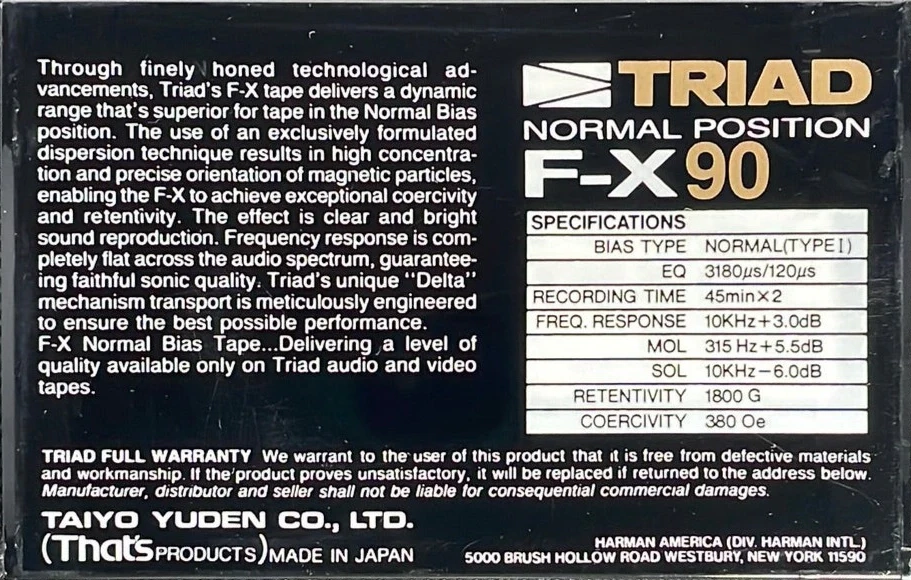 Through finely honed technological ad-
vancements, Triad's F-X tape delivers a dynamic
range that's superior for tape in the Normal Bias
position. The use of an exclusively formulated
dispersion technique results in high concentra-
tion and precise orientation of magnetic particles,
enabling the F-X to achieve exceptional coercivity
and retentivity. The effect is clear and bright
sound reproduction. Frequency response is com-
pletely flat across the audio spectrum, guarantee-
ing faithful sonic quality. Triad's unique "Delta"
mechanism transport is meticulously engineered
to ensure the best possible performance.
F-X Normal Bias Tape...Delivering a level of
quality available only on Triad audio and video
tapes.
TRIAD
NORMAL POSITION
F-X 90
SPECIFICATIONS
BIAS TYPE NORMAL(TYPE I)
EQ 3180µs/120µs
RECORDING TIME 45min×2
FREQ. RESPONSE 10KHz+3.0dB
MOL 315 Hz+5.5dB
SOL 10KHz−6.0dB
RETENTIVITY 1800 G
COERCIVITY 380 Oe
TRIAD FULL WARRANTY We warrant to the user of this product that it is free from defective materials
and workmanship. If the product proves unsatisfactory, it will be replaced if returned to the address below.
Manufacturer, distributor and seller shall not be liable for consequential commercial damages.
TAIYO YUDEN CO., LTD.
(That's PRODUCTS) MADE IN JAPAN
HARMAN AMERICA (DIV. HARMAN INTL.)
5000 BRUSH HOLLOW ROAD WESTBURY, NEW YORK 11590